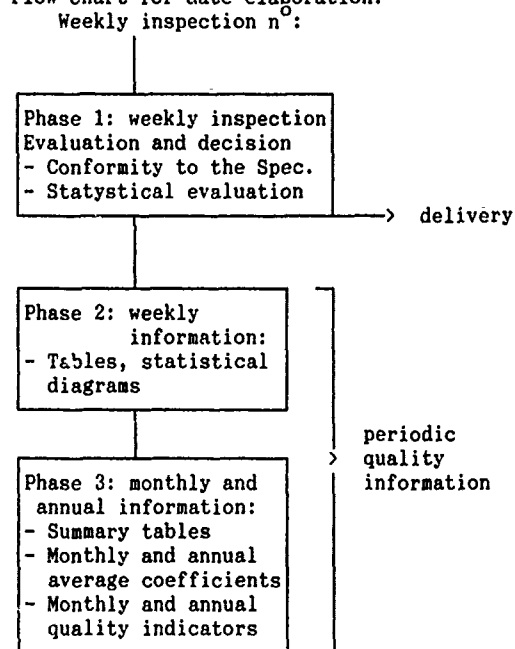 Flow chart for date elaboration:
Weekly inspection nº:
Phase 1: weekly inspection
Evaluation and decision
- Conformity to the Spec.
- Statystical evaluation
delivery
Phase 2: weekly
information:
- Tables, statistical
diagrams
periodic
quality
information
Phase 3: monthly and
annual information:
- Summary tables
- Monthly and annual
average coefficients
- Monthly and annual
quality indicators